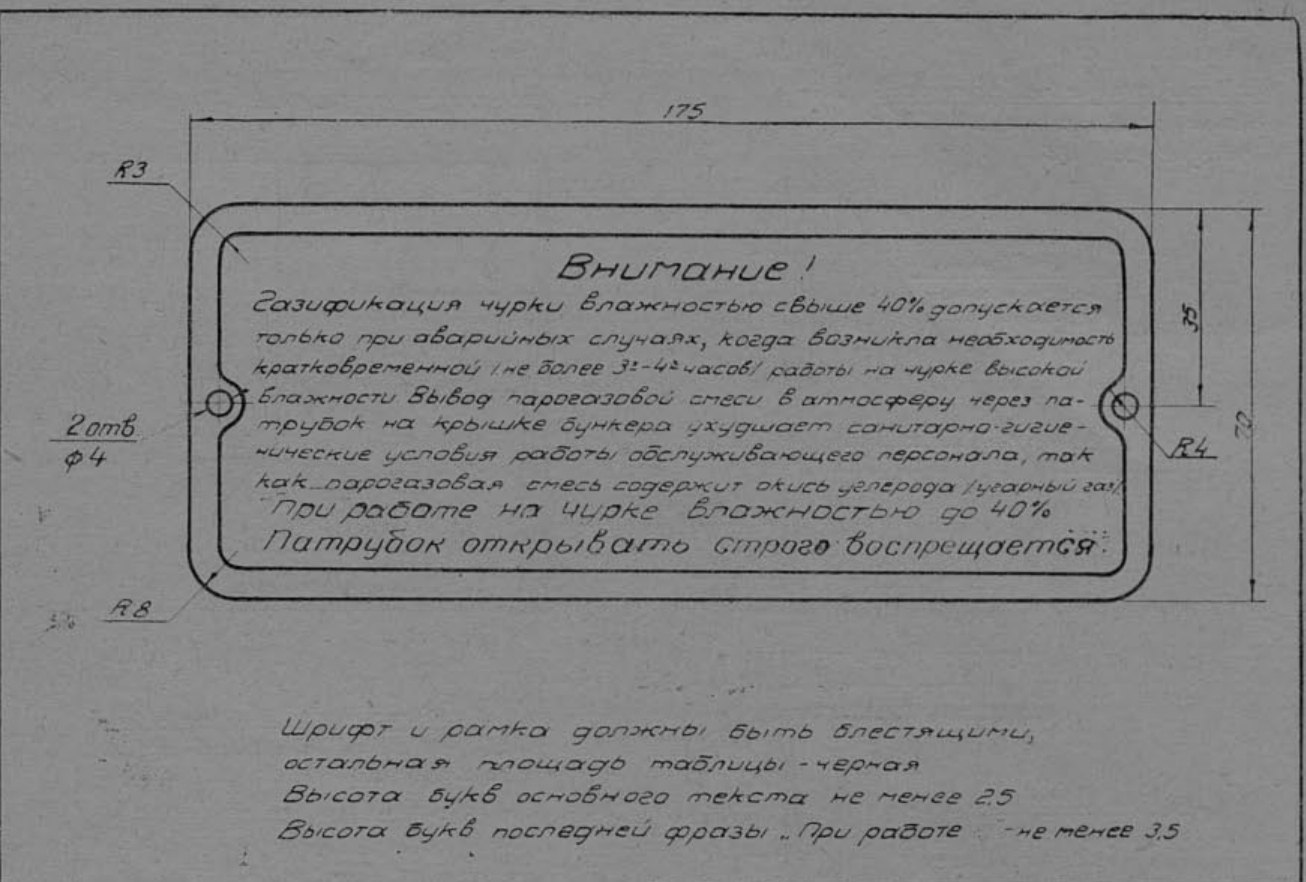 175
R3
Внимание!
Газификация чурки влажностью свыше 40% допускается
только при аварийных случаях, когда возникла необходимость
кратковременной /не более 3х-4х часов/ работы на чурке высокой
влажности Вывод парогазовой смеси в атмосферу через па-
трубок на крышке бункера ухудшает санитарно-гигие-
нические условия работы обслуживающего персонала, так
как парогазовая смесь содержит окись углерода /угарный газ/
При работе на чурке влажностью до 40%
Патрубок открывать строго воспрещается.
35
70
2 отв
ф4
R4
R8
Шрифт и рамка должны быть блестящими,
остальная площадь таблицы - черная
Высота букв основного текста не менее 2,5
Высота букв последней фразы „При работе - не менее 3,5